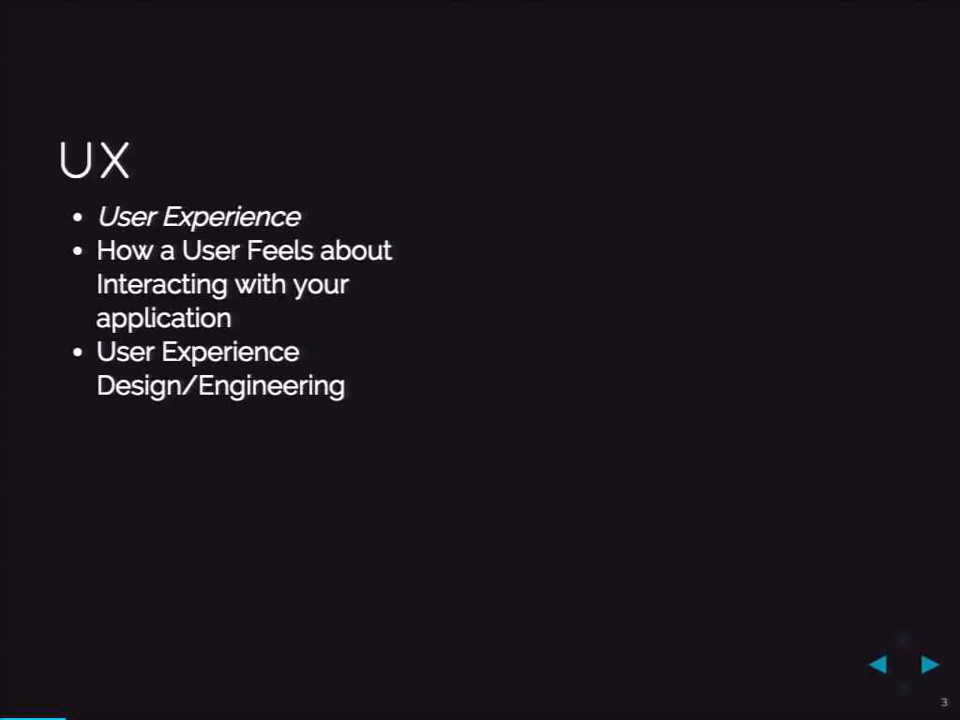 UX
• User Experience
• How a User Feels about
Interacting with your
application
• User Experience
Design/Engineering
3